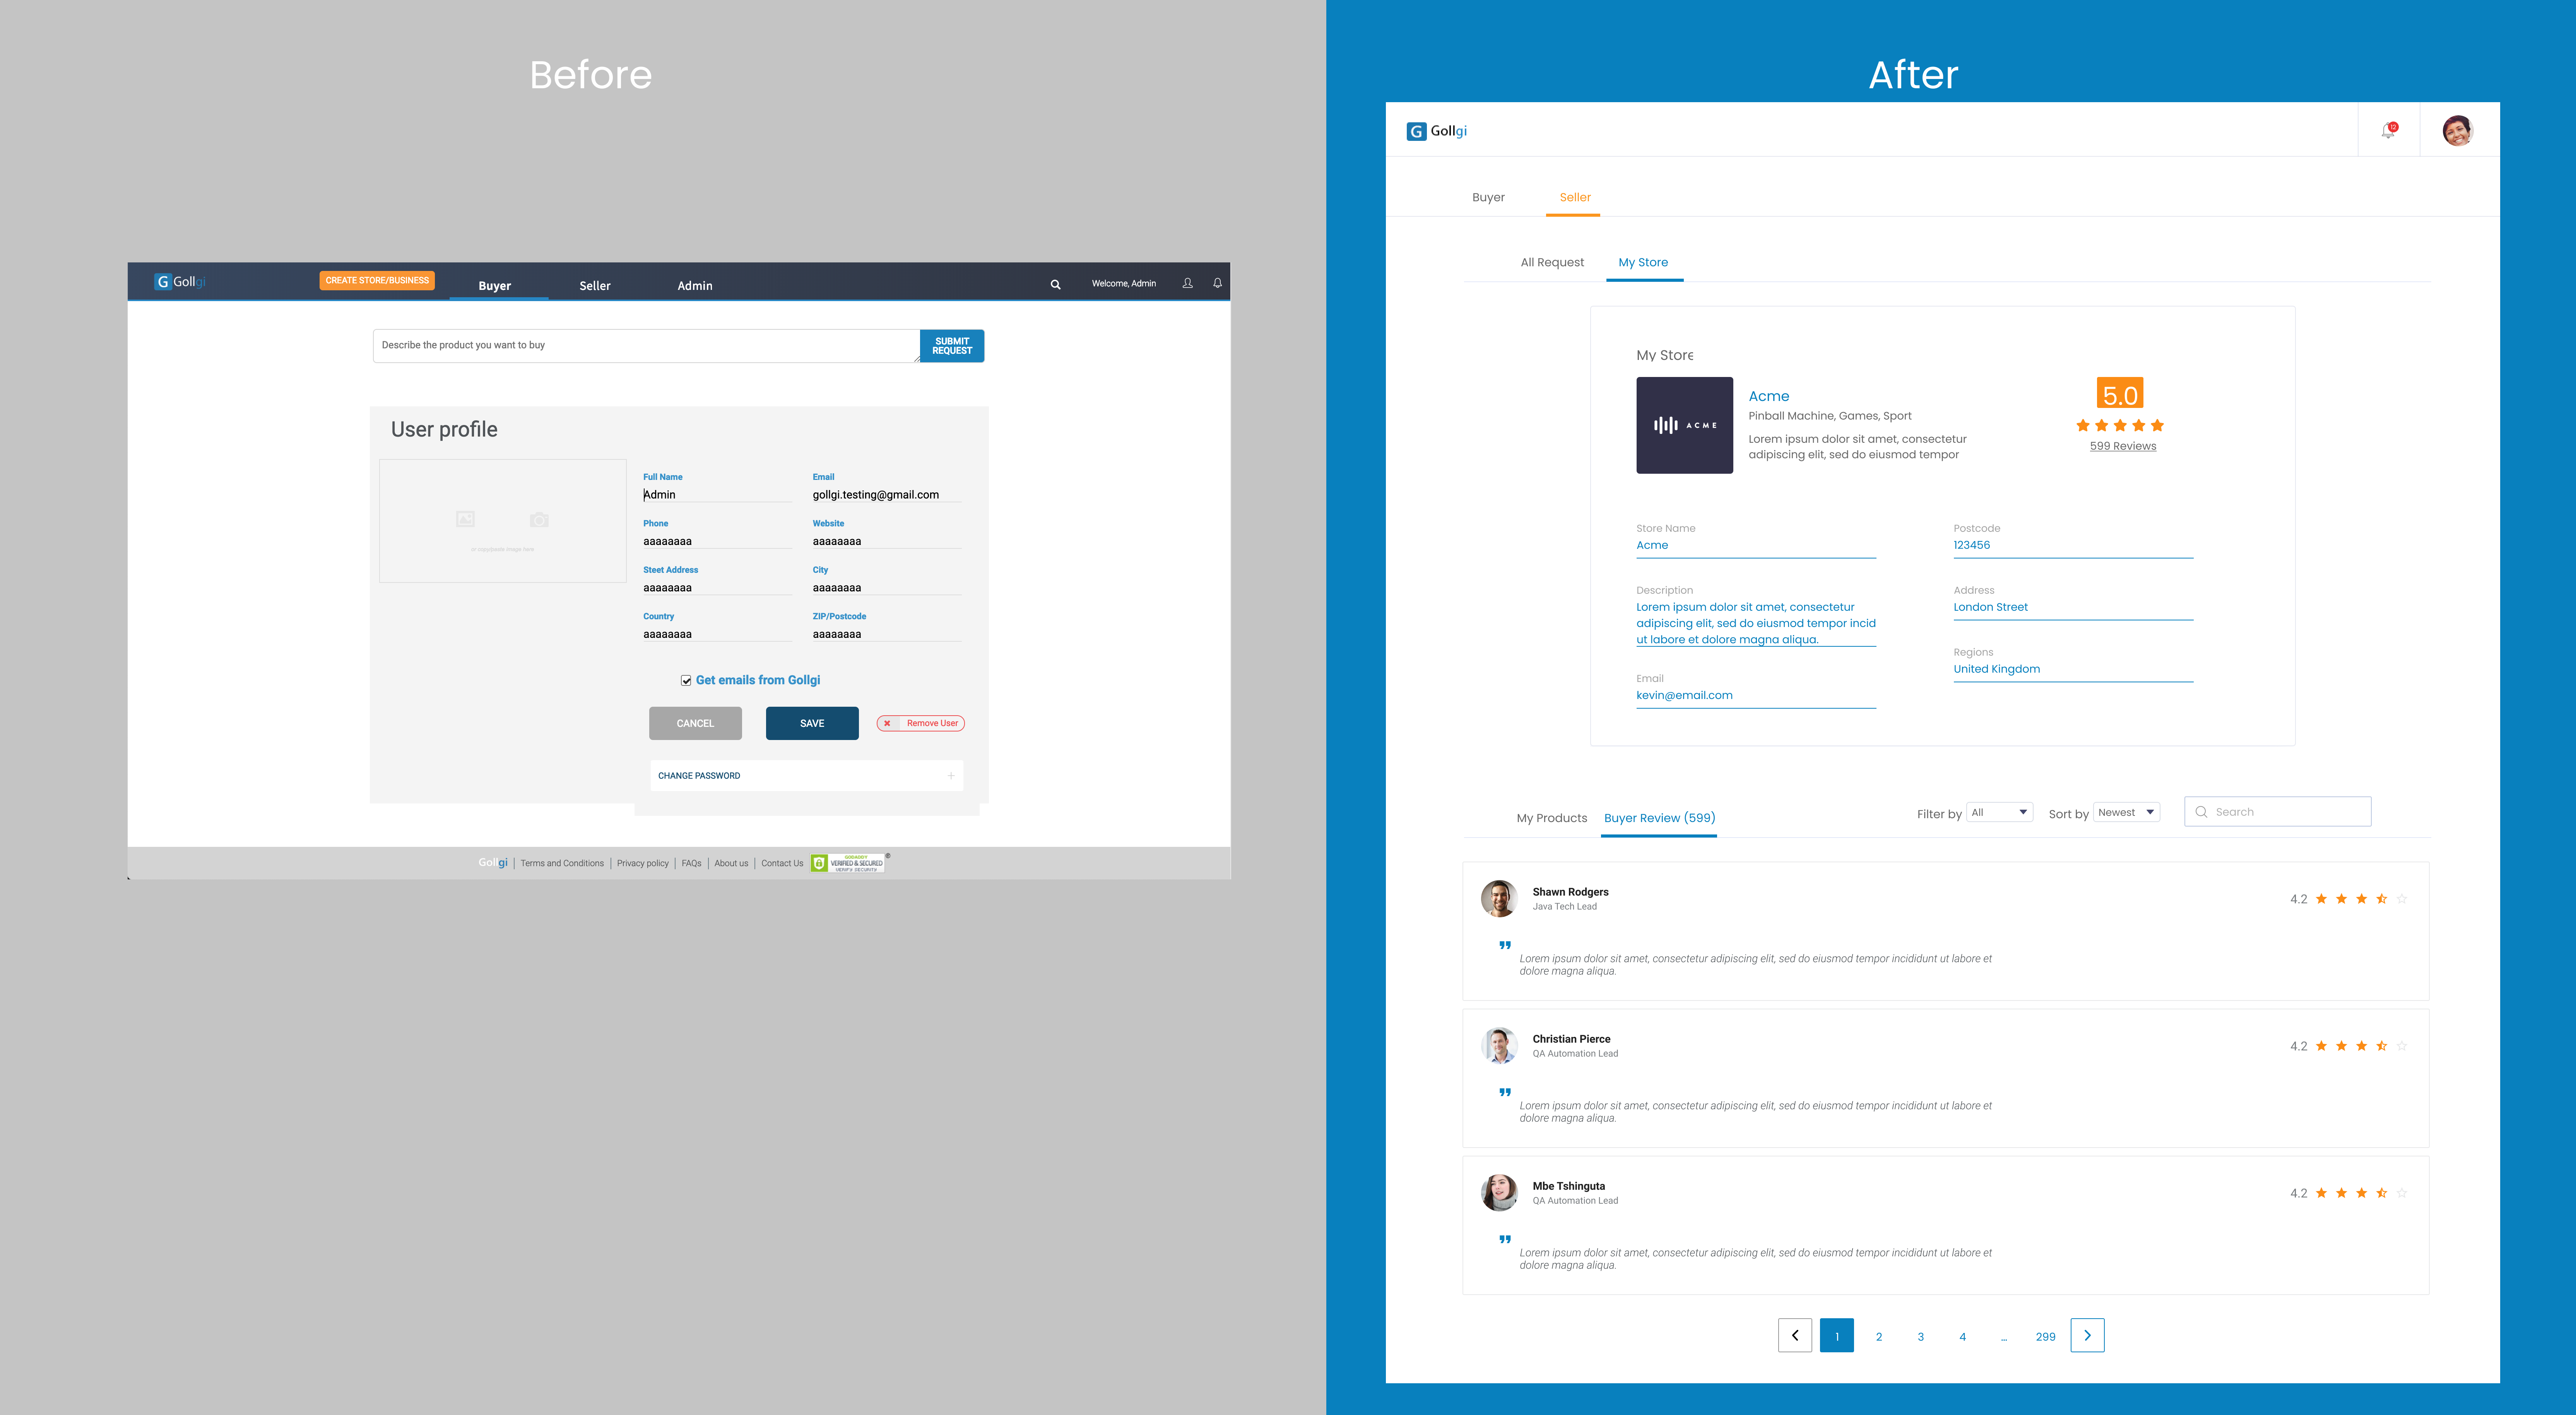 Before
G Gollgi
CREATE STORE/BUSINESS
Buyer
Seller
Admin
Welcome, Admin
Describe the product you want to buy
SUBMIT
REQUEST
User profile
Full Name
Admin
Email
gollgi.testing@gmail.com
Phone
aaaaaaaa
Website
aaaaaaaa
Steet Address
aaaaaaaa
City
aaaaaaaa
Country
aaaaaaaa
ZIP/Postcode
aaaaaaaa
Get emails from Gollgi
CANCEL
SAVE
Remove User
CHANGE PASSWORD
Gollgi | Terms and Conditions | Privacy policy | FAQs | About us | Contact Us
VERIFIED & SECURED
VERIFY SECURITY
After
G Gollgi
12
Buyer
Seller
All Request
My Store
My Store
ACME
Acme
Pinball Machine, Games, Sport
Lorem ipsum dolor sit amet, consectetur
adipiscing elit, sed do eiusmod tempor
5.0
599 Reviews
Store Name
Acme
Description
Lorem ipsum dolor sit amet, consectetur
adipiscing elit, sed do eiusmod tempor incid
ut labore et dolore magna aliqua.
Email
kevin@email.com
Postcode
123456
Address
London Street
Regions
United Kingdom
My Products
Buyer Review (599)
Filter by All
Sort by Newest
Search
Shawn Rodgers
Java Tech Lead
4.2
Lorem ipsum dolor sit amet, consectetur adipiscing elit, sed do eiusmod tempor incididunt ut labore et
dolore magna aliqua.
Christian Pierce
QA Automation Lead
4.2
Lorem ipsum dolor sit amet, consectetur adipiscing elit, sed do eiusmod tempor incididunt ut labore et
dolore magna aliqua.
Mbe Tshinguta
QA Automation Lead
4.2
Lorem ipsum dolor sit amet, consectetur adipiscing elit, sed do eiusmod tempor incididunt ut labore et
dolore magna aliqua.
1 2 3 4 ... 299